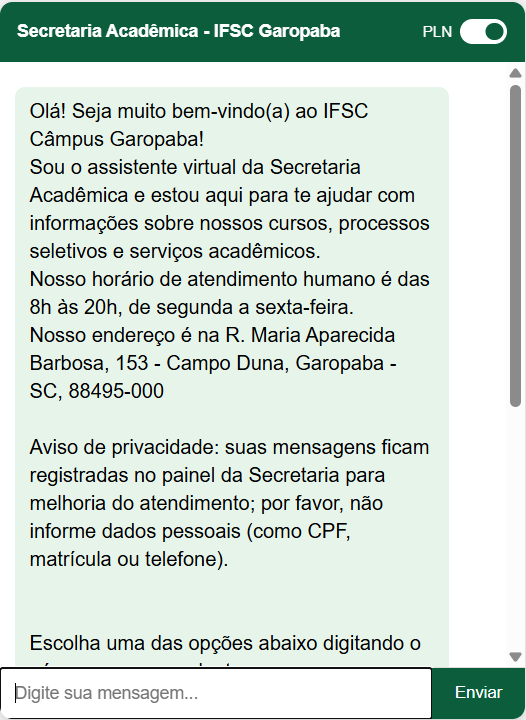 Secretaria Acadêmica - IFSC Garopaba
PLN
Olá! Seja muito bem-vindo(a) ao IFSC
Câmpus Garopaba!
Sou o assistente virtual da Secretaria
Acadêmica e estou aqui para te ajudar com
informações sobre nossos cursos, processos
seletivos e serviços acadêmicos.
Nosso horário de atendimento humano é das
8h às 20h, de segunda a sexta-feira.
Nosso endereço é na R. Maria Aparecida
Barbosa, 153 - Campo Duna, Garopaba -
SC, 88495-000
Aviso de privacidade: suas mensagens ficam
registradas no painel da Secretaria para
melhoria do atendimento; por favor, não
informe dados pessoais (como CPF,
matrícula ou telefone).
Escolha uma das opções abaixo digitando o
Digite sua mensagem...
Enviar